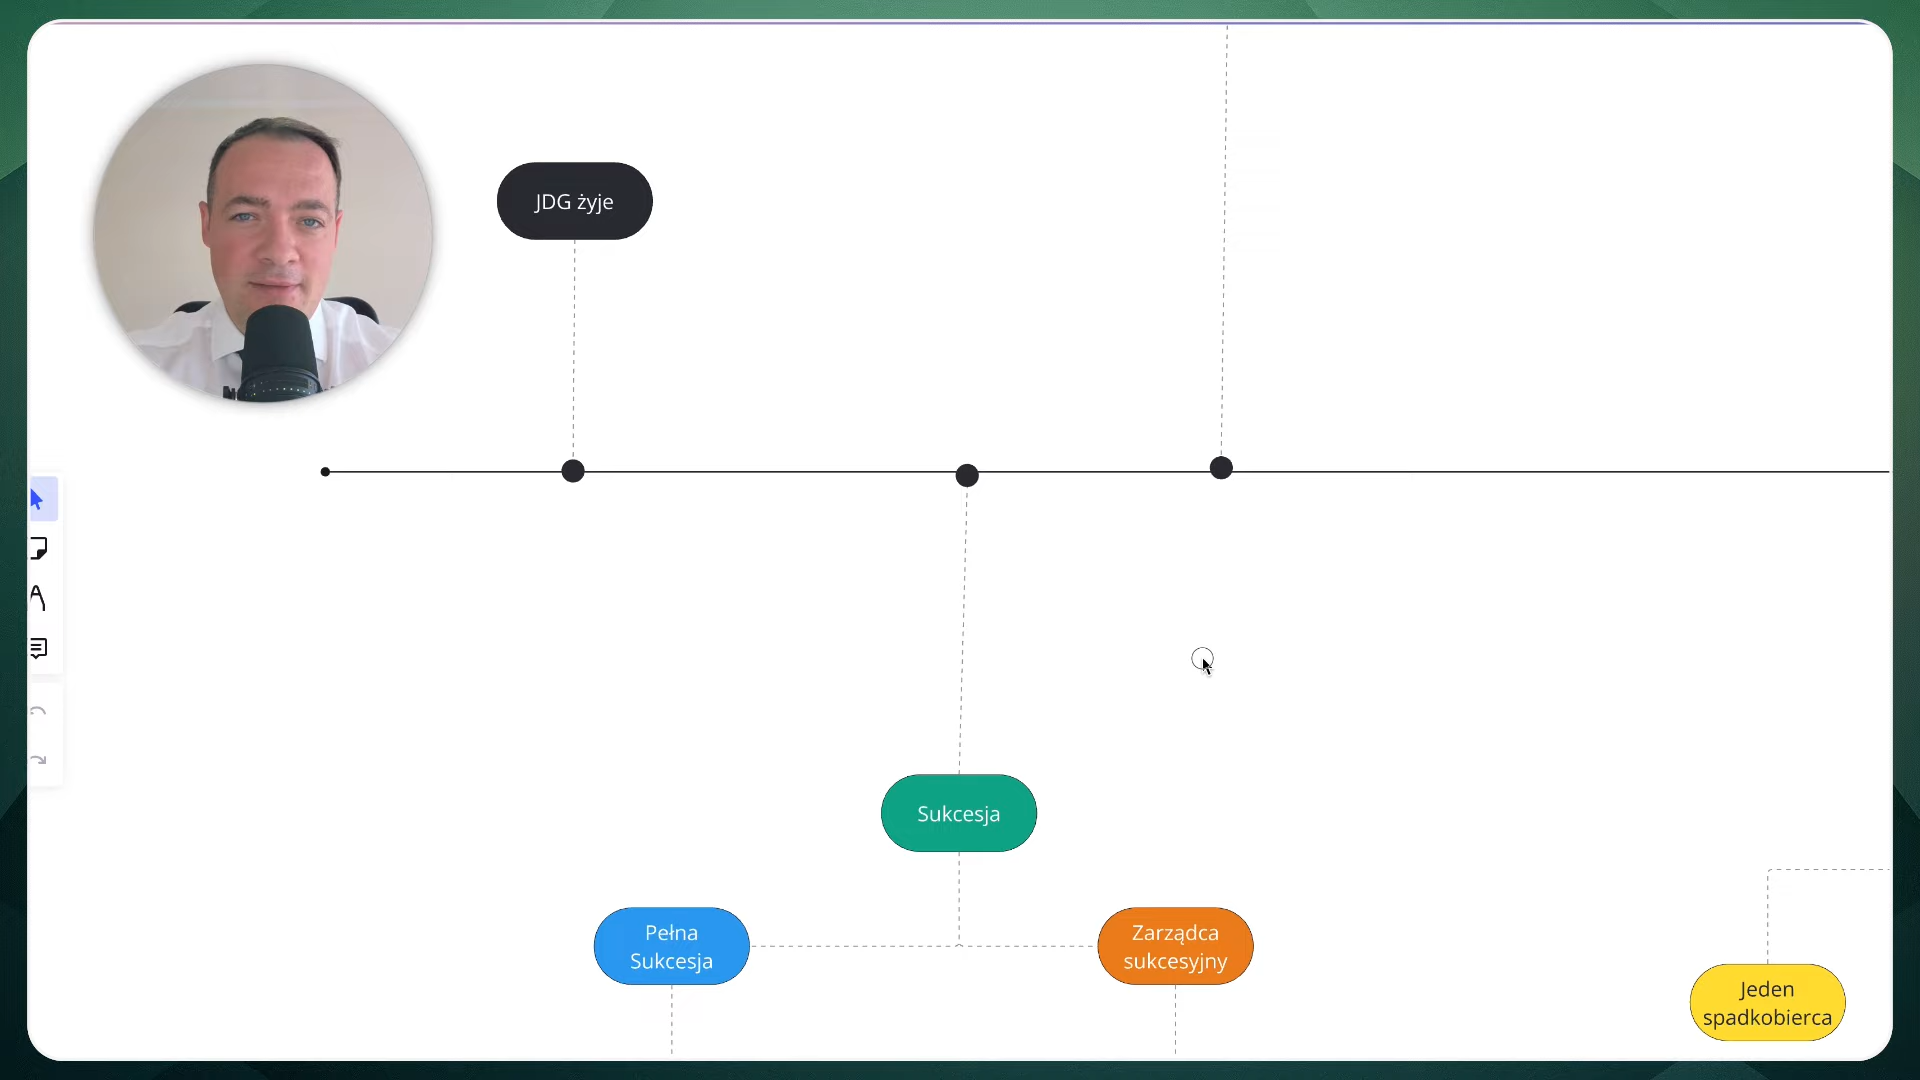 JDG żyje
Sukcesja
Pełna
Sukcesja
Zarządca
sukcesyjny
Jeden
spadkobierca